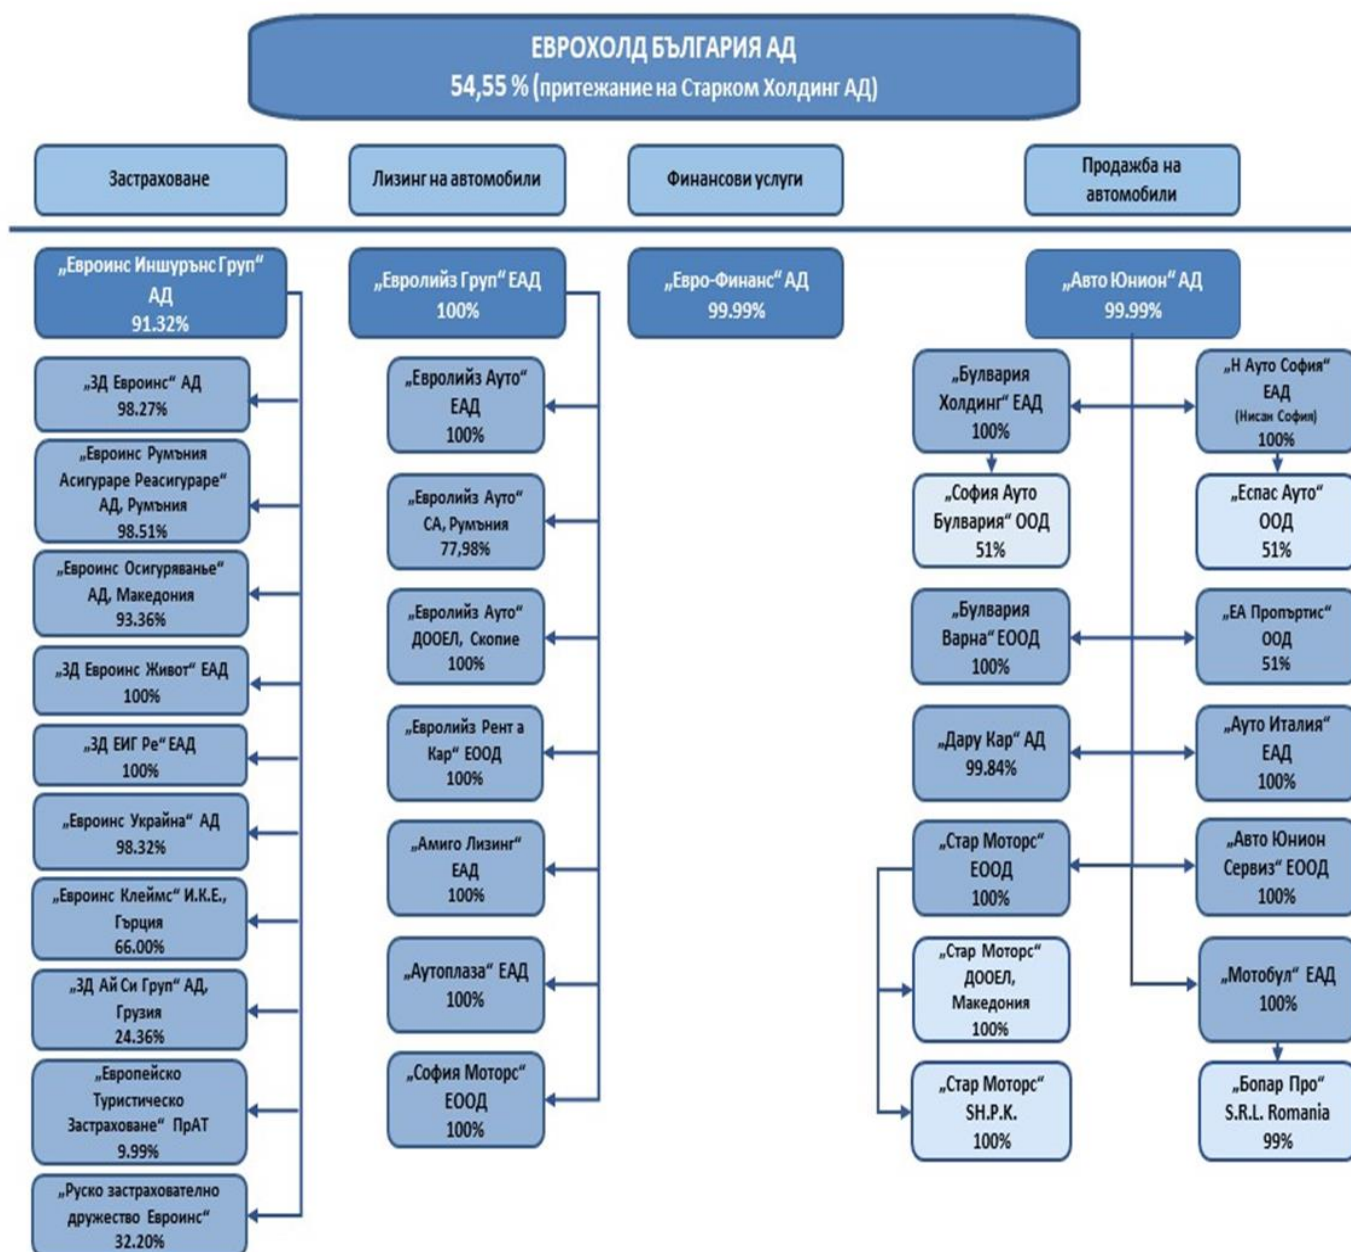 ЕВРОХОЛД БЪЛГАРИЯ АД
54,55 % (притежание на Старком Холдинг АД)
Застраховане
Лизинг на автомобили
Финансови услуги
Продажба на
автомобили
„Евроинс Иншурънс Груп“
АД
91.32%
„Евролийз Груп“ ЕАД
100%
„Евро-Финанс“ АД
99.99%
„Авто Юнион“ АД
99.99%
„ЗД Евроинс“ АД
98.27%
„Евроинс Румъния
Асигураре Реасигураре“
АД, Румъния
98.51%
„Евроинс Осигуряванье“
АД, Македония
93.36%
„ЗД Евроинс Живот“ ЕАД
100%
„ЗД ЕИГ Ре“ ЕАД
100%
„Евроинс Украйна“ АД
98.32%
„Евроинс Клеймс“ И.К.Е.,
Гърция
66.00%
„ЗД Ай Си Груп“ АД,
Грузия
24.36%
„Европейско
Туристическо
Застраховане“ ПрАТ
9.99%
„Руско застрахователно
дружество Евроинс“
32.20%
„Евролийз Ауто“
ЕАД
100%
„Евролийз Ауто“
СА, Румъния
77,98%
„Евролийз Ауто“
ДООЕЛ, Скопие
100%
„Евролийз Рент а
Кар“ ЕООД
100%
„Амиго Лизинг“
ЕАД
100%
„Аутоплаза“ ЕАД
100%
„София Моторс“
ЕООД
100%
„Булвария
Холдинг“ ЕАД
100%
„София Ауто
Булвария“ ООД
51%
„Булвария
Варна“ ЕООД
100%
„Дару Кар“ АД
99.84%
„Стар Моторс“
ЕООД
100%
„Стар Моторс“
ДООЕЛ,
Македония
100%
„Стар Моторс“
SH.P.K.
100%
„Н Ауто София“
ЕАД
(Нисан София)
100%
„Еспас Ауто“
ООД
51%
„ЕА Пропъртис“
ООД
51%
„Ауто Италия“
ЕАД
100%
„Авто Юнион
Сервиз“ ЕООД
100%
„Мотобул“ ЕАД
100%
„Бопар Про“
S.R.L. Romania
99%